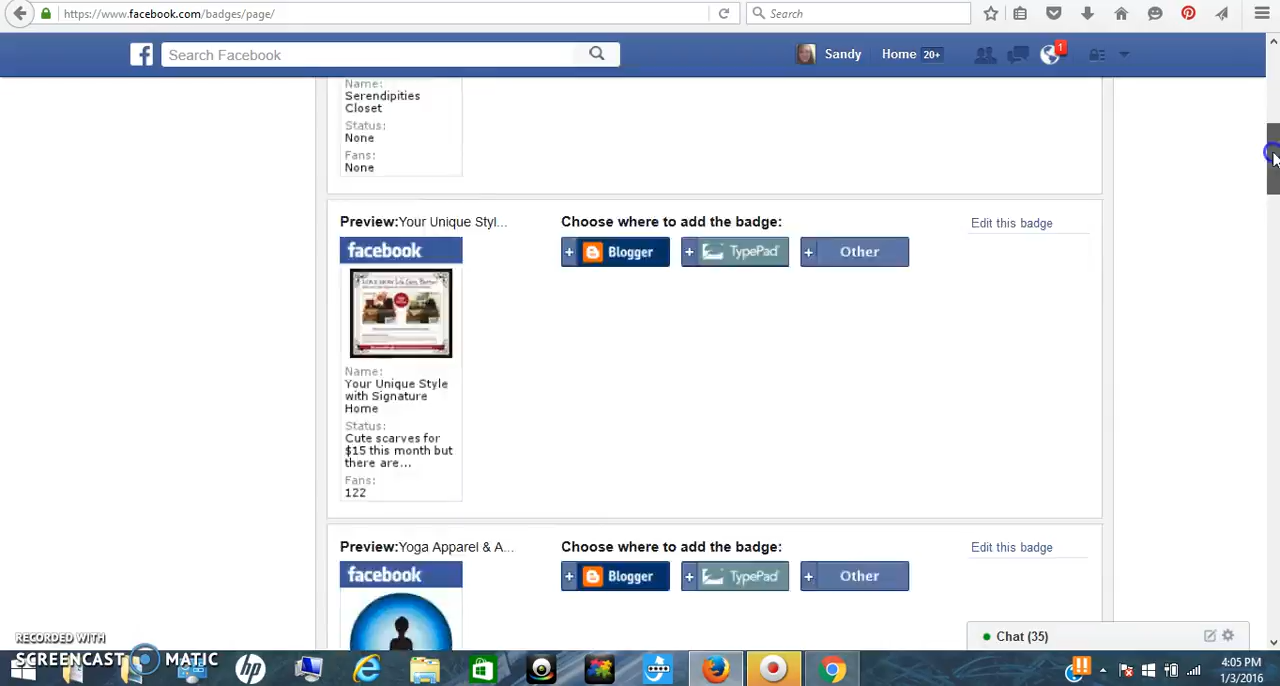 https://www.facebook.com/badges/page/
Search
1
Search Facebook
Sandy
Home 20+
Name:
Serendipities
Closet
Status:
None
Fans:
None
Preview:Your Unique Styl...
Choose where to add the badge:
Edit this badge
facebook
+ Blogger
+ TypePad
+ Other
Name:
Your Unique Style
with Signature
Home
Status:
Cute scarves for
$15 this month but
there are...
Fans:
122
Preview:Yoga Apparel & A...
Choose where to add the badge:
Edit this badge
facebook
+ Blogger
+ TypePad
+ Other
Chat (35)
RECORDED WITH
SCREENCAST MATIC
hp
4:05 PM
1/3/2016